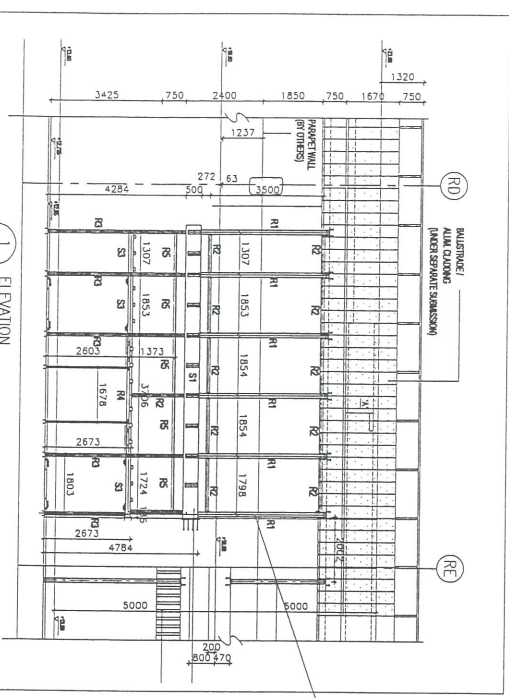 1320
3425
750
2400
1850
750
1670
750
PARAPET WALL
(BY OTHERS)
1237
RD
BALUSTRADE/
ALUM. CLADDING
(UNDER SEPARATE SUBMISSION)
272
63
4284
500
3500
R3
R1
S3
1307
R5
R2
1307
R2
S3
1853
R5
R2
1853
R2
R3
R1
2603
1373
R5
S1
R2
1854
R2
'A'
1678
R4
3706
R2
R5
R2
1854
R2
2673
R3
R1
1803
S3
1724
R5
1798
R2
R3
R1
2673
4784
2002
RE
5000
5000
200
800
470
1
ELEVATION